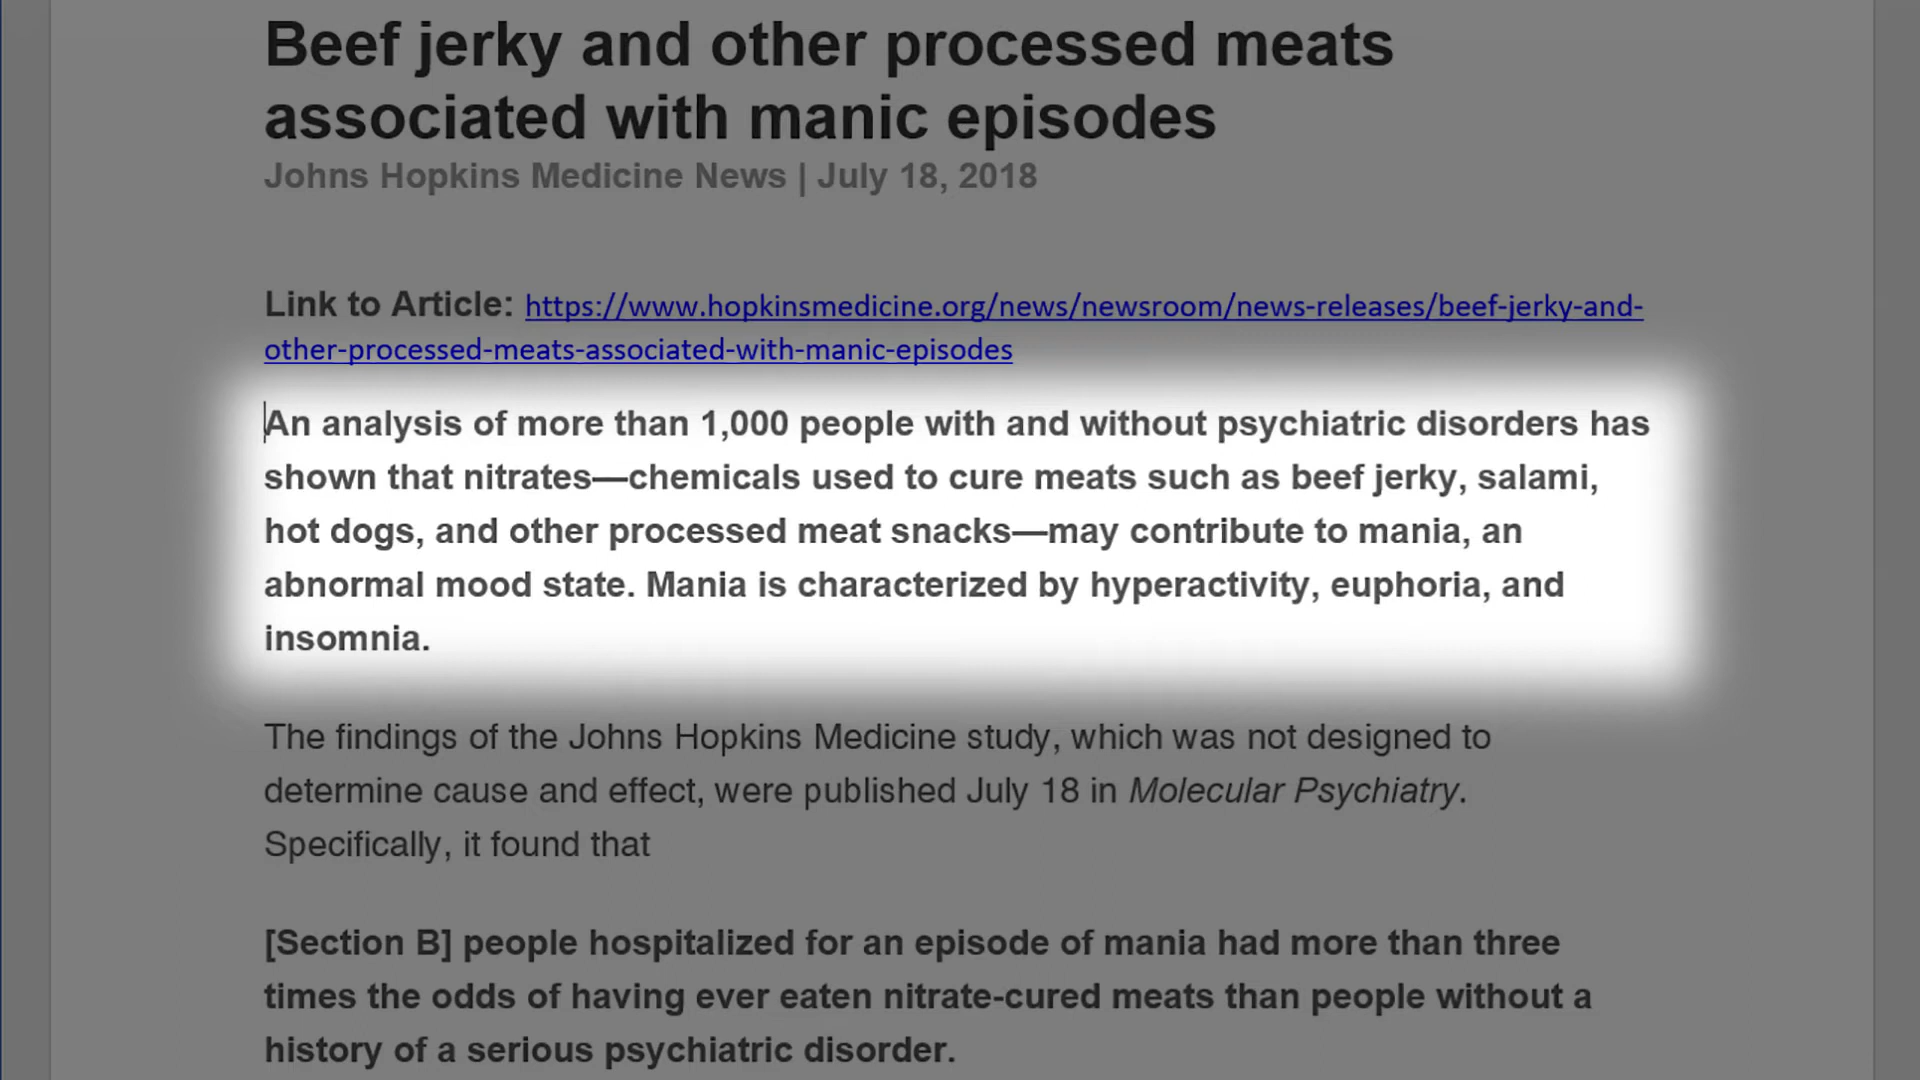 Beef jerky and other processed meats
associated with manic episodes
Johns Hopkins Medicine News | July 18, 2018
Link to Article: https://www.hopkinsmedicine.org/news/newsroom/news-releases/beef-jerky-and-
other-processed-meats-associated-with-manic-episodes
An analysis of more than 1,000 people with and without psychiatric disorders has
shown that nitrates—chemicals used to cure meats such as beef jerky, salami,
hot dogs, and other processed meat snacks—may contribute to mania, an
abnormal mood state. Mania is characterized by hyperactivity, euphoria, and
insomnia.
The findings of the Johns Hopkins Medicine study, which was not designed to
determine cause and effect, were published July 18 in Molecular Psychiatry.
Specifically, it found that
[Section B] people hospitalized for an episode of mania had more than three
times the odds of having ever eaten nitrate-cured meats than people without a
history of a serious psychiatric disorder.